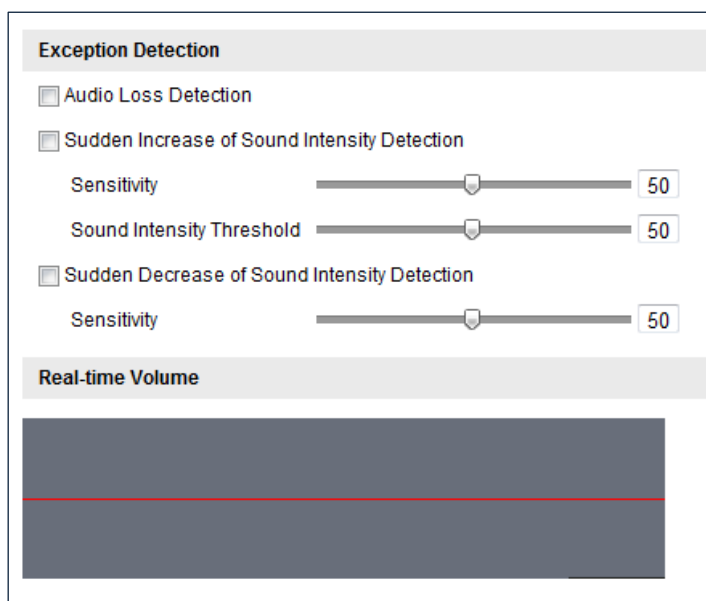 Exception Detection
Audio Loss Detection
Sudden Increase of Sound Intensity Detection
Sensitivity 50
Sound Intensity Threshold 50
Sudden Decrease of Sound Intensity Detection
Sensitivity 50
Real-time Volume